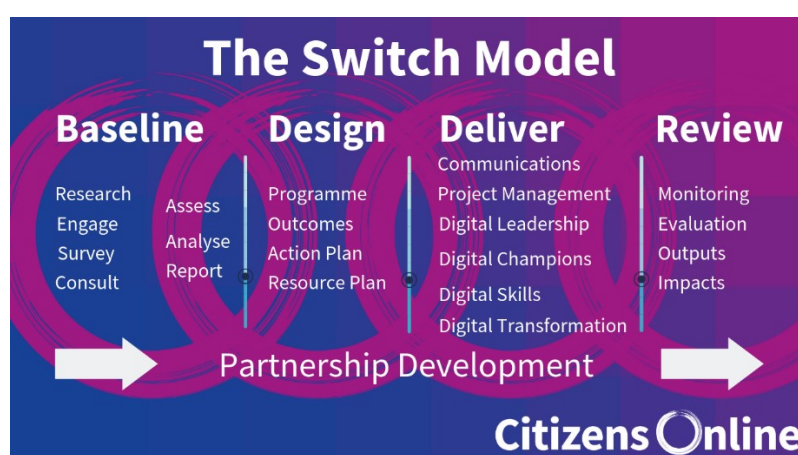 The Switch Model
Baseline
Research
Engage
Survey
Consult
Assess
Analyse
Report
Design
Programme
Outcomes
Action Plan
Resource Plan
Deliver
Communications
Project Management
Digital Leadership
Digital Champions
Digital Skills
Digital Transformation
Review
Monitoring
Evaluation
Outputs
Impacts
Partnership Development
Citizens Online